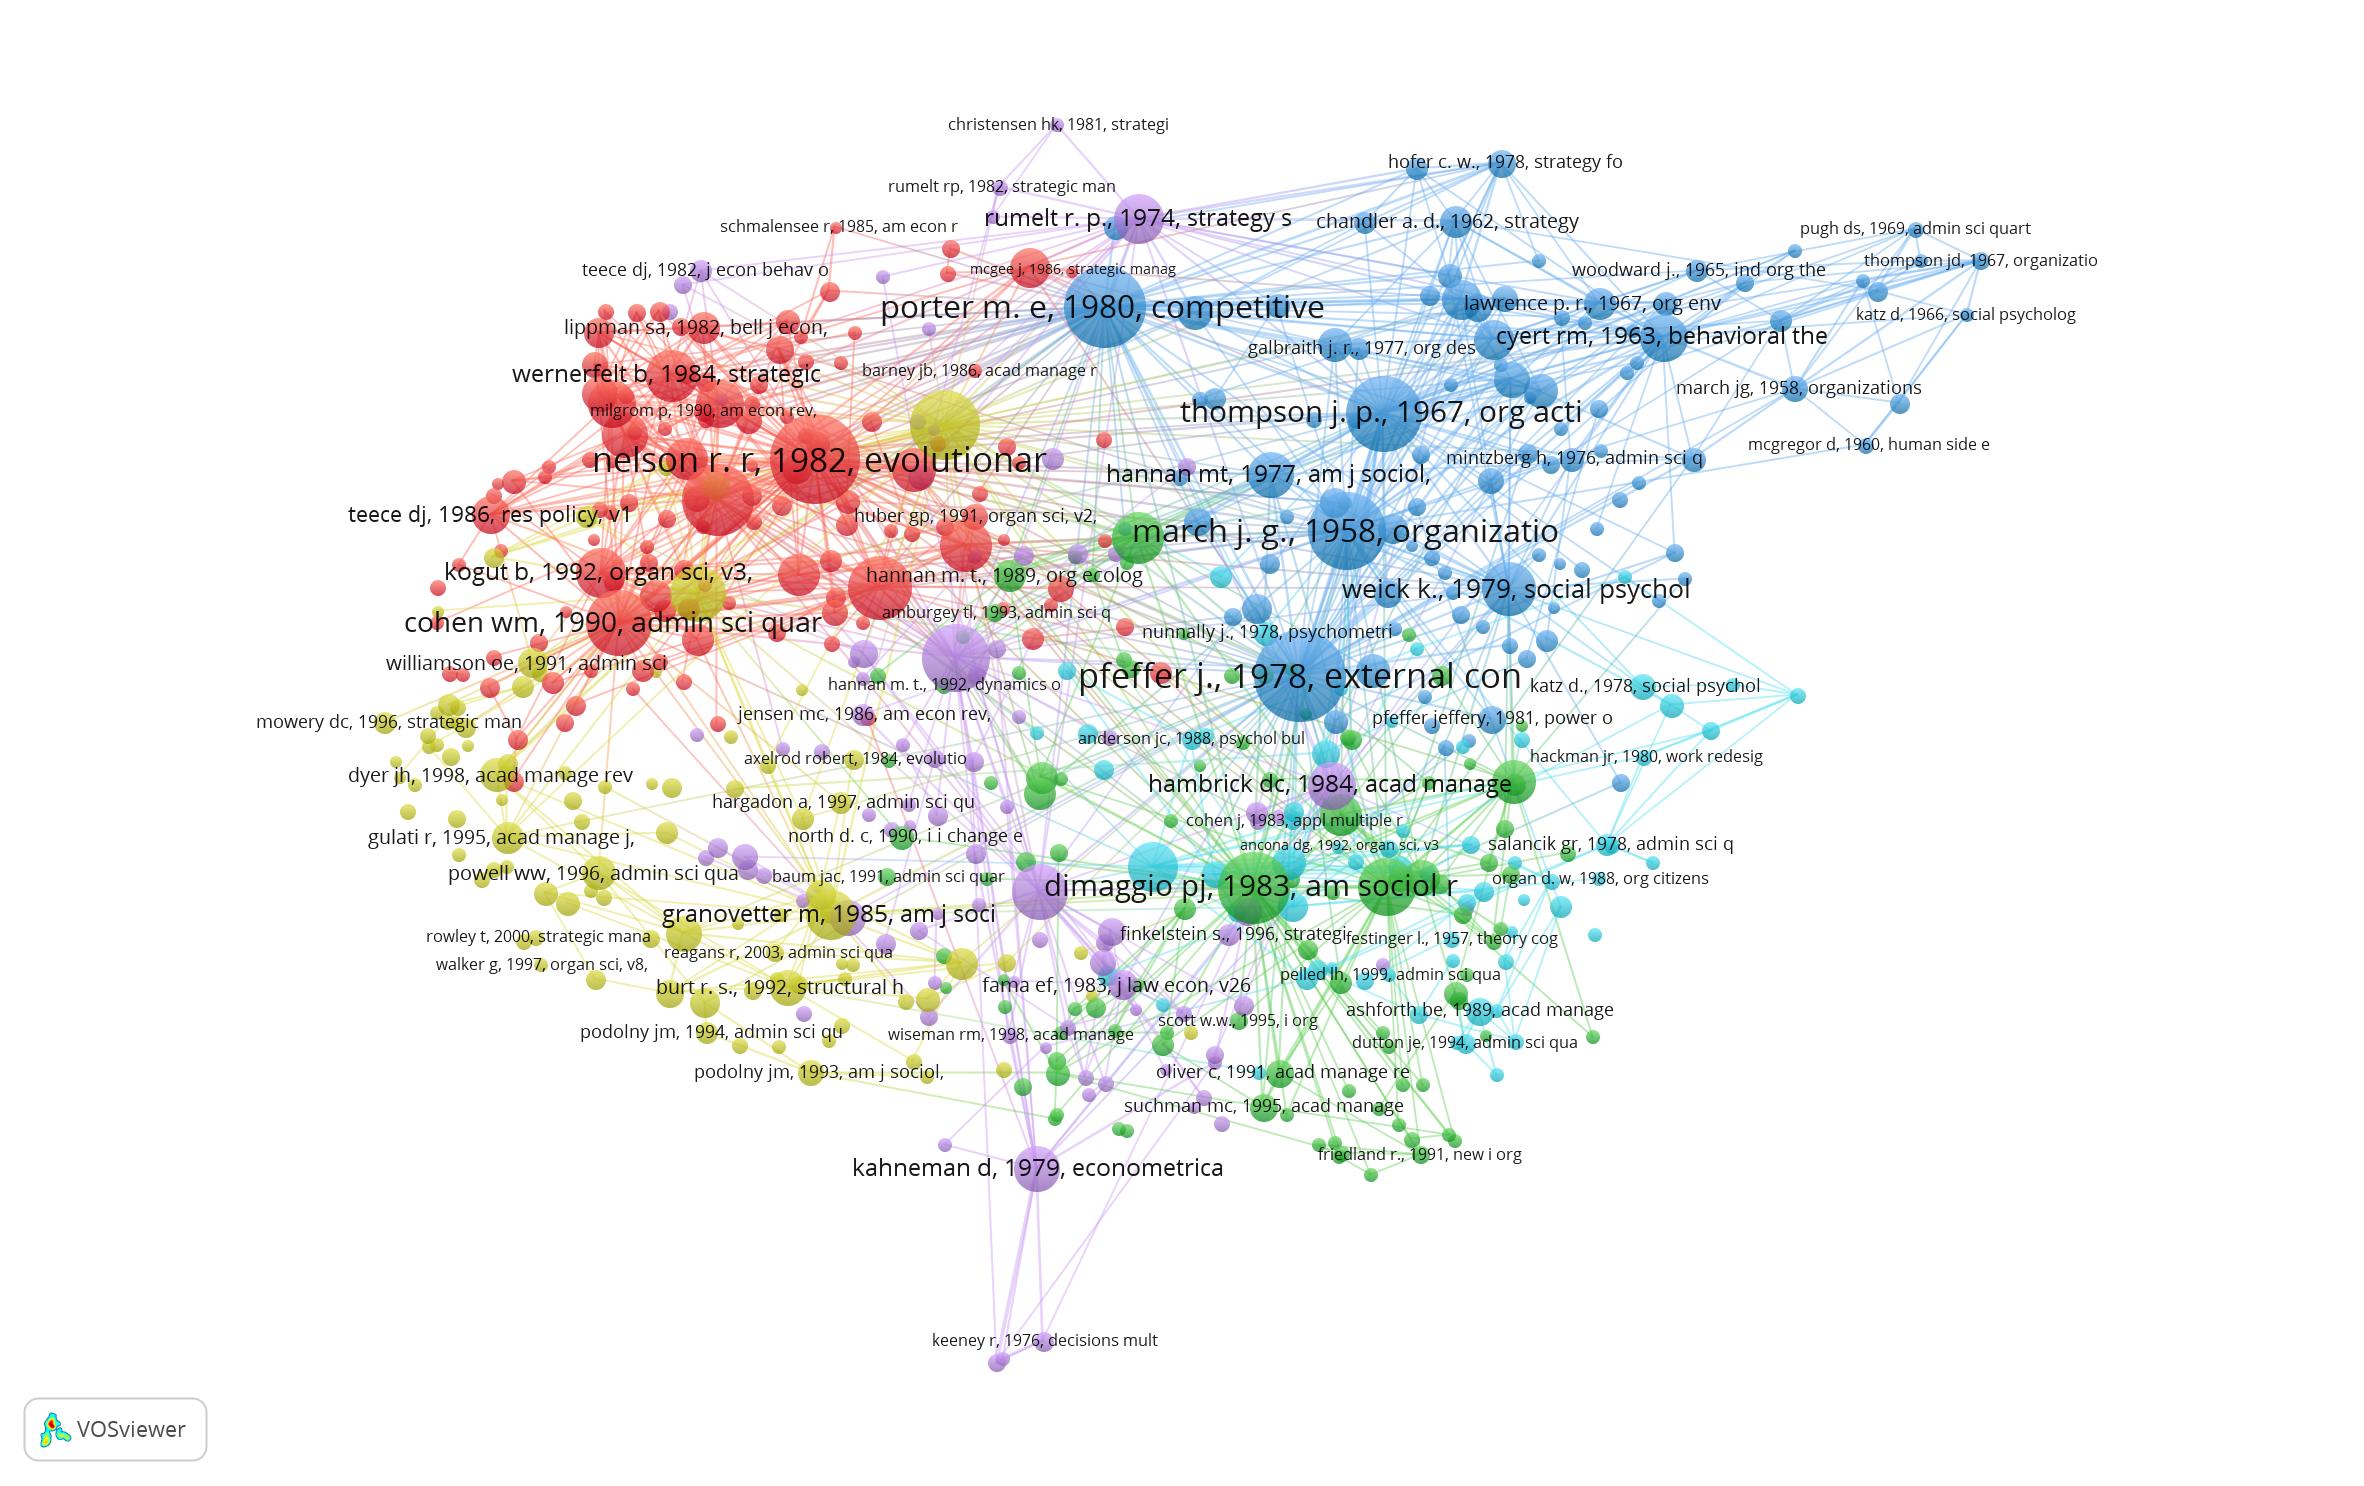 christensen hk, 1981, strategi
hofer c. w., 1978, strategy fo
rumelt rp, 1982, strategic man
rumelt r. p., 1974, strategy s
chandler a. d., 1962, strategy
schmalensee r, 1985, am econ r
pugh ds, 1969, admin sci quart
thompson jd, 1967, organizatio
teece dj, 1982, j econ behav o
mcgee j, 1986, strategic manag
woodward j., 1965, ind org the
porter m. e, 1980, competitive
lawrence p. r., 1967, org env
katz d, 1966, social psycholog
lippman sa, 1982, bell j econ,
cyert rm, 1963, behavioral the
galbraith j. r., 1977, org des
wernerfelt b, 1984, strategic
barney jb, 1986, acad manage r
march jg, 1958, organizations
milgrom p, 1990, am econ rev,
thompson j. p., 1967, org acti
mcgregor d, 1960, human side e
nelson r. r, 1982, evolutionar
mintzberg h, 1976, admin sci q
hannan mt, 1977, am j sociol,
teece dj, 1986, res policy, v1
huber gp, 1991, organ sci, v2,
march j. g., 1958, organizatio
kogut b, 1992, organ sci, v3,
hannan m. t., 1989, org ecolog
weick k., 1979, social psychol
amburgey tl, 1993, admin sci q
cohen wm, 1990, admin sci quar
nunnally j., 1978, psychometri
williamson oe, 1991, admin sci
pfeffer j., 1978, external con
hannan m. t., 1992, dynamics o
katz d., 1978, social psychol
mowery dc, 1996, strategic man
jensen mc, 1986, am econ rev,
pfeffer jeffery, 1981, power o
anderson jc, 1988, psychol bul
axelrod robert, 1984, evolutio
hackman jr, 1980, work redesig
dyer jh, 1998, acad manage rev
hambrick dc, 1984, acad manage
hargadon a, 1997, admin sci qu
cohen j, 1983, appl multiple r
gulati r, 1995, acad manage j,
north d. c, 1990, i i change e
ancona dg, 1992, organ sci, v3
salancik gr, 1978, admin sci q
powell ww, 1996, admin sci qua
baum jac, 1991, admin sci quar
dimaggio pj, 1983, am sociol r
organ d. w, 1988, org citizens
granovetter m, 1985, am j soci
rowley t, 2000, strategic mana
finkelstein s., 1996, strategi
festinger l., 1957, theory cog
reagans r, 2003, admin sci qua
walker g, 1997, organ sci, v8,
pelled lh, 1999, admin sci qua
burt r. s., 1992, structural h
fama ef, 1983, j law econ, v26
ashforth be, 1989, acad manage
scott w.w., 1995, i org
podolny jm, 1994, admin sci qu
wiseman rm, 1998, acad manage
dutton je, 1994, admin sci qua
podolny jm, 1993, am j sociol,
oliver c, 1991, acad manage re
suchman mc, 1995, acad manage
friedland r., 1991, new i org
kahneman d, 1979, econometrica
keeney r, 1976, decisions mult
VOSviewer